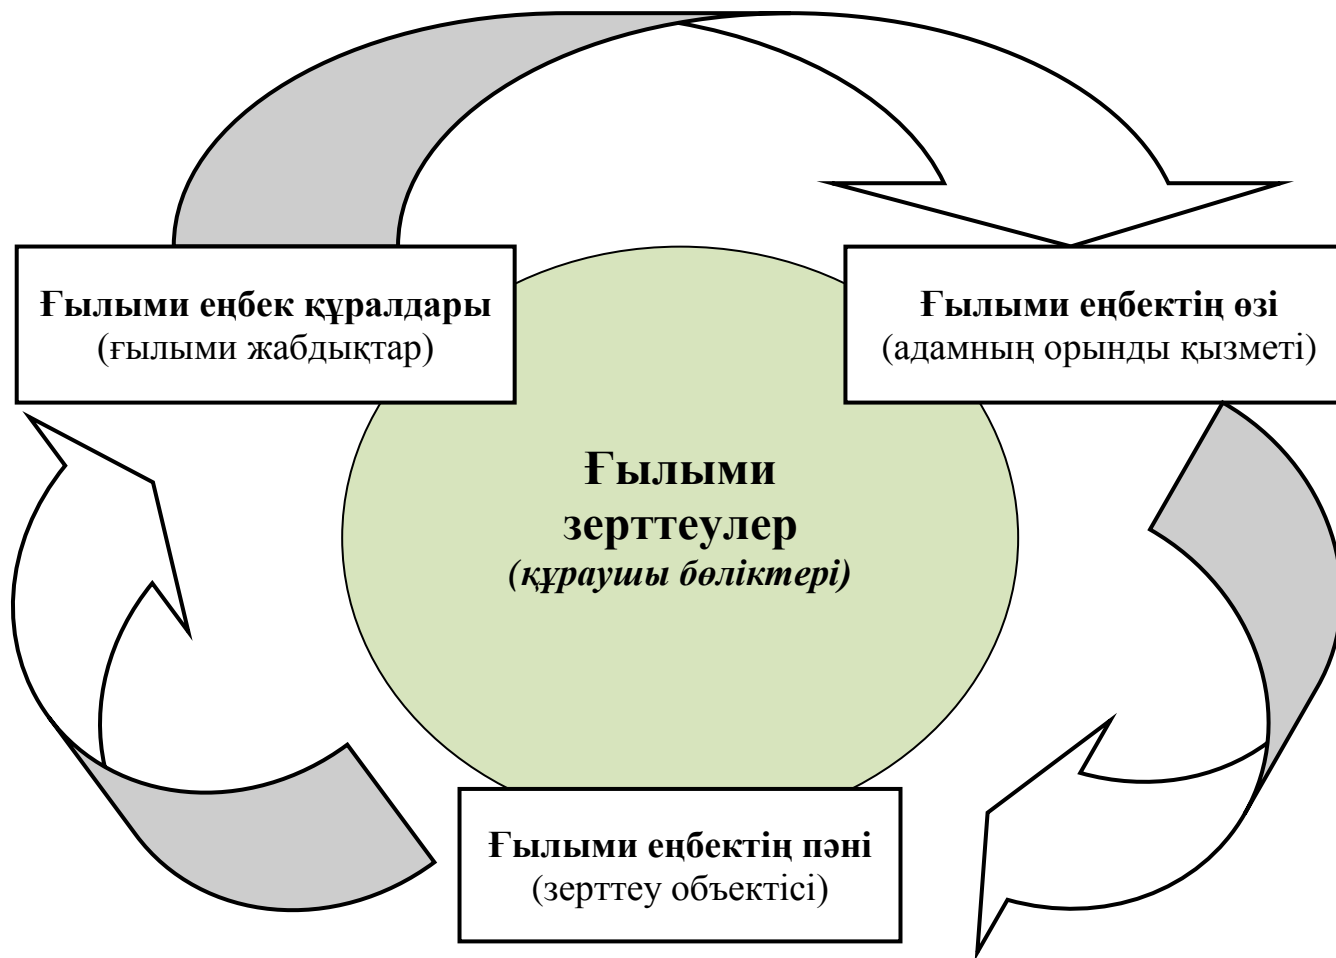 Ғылыми еңбек құралдары
(ғылыми жабдықтар)
Ғылыми еңбектің өзі
(адамның орынды қызметі)
Ғылыми
зерттеулер
(құраушы бөліктері)
Ғылыми еңбектің пәні
(зерттеу объектісі)